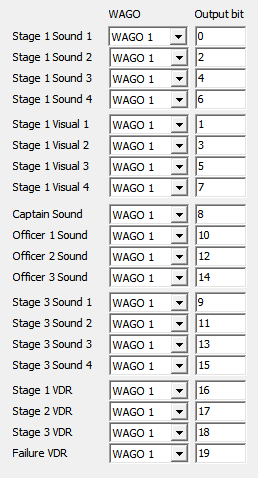 WAGO Output bit
Stage 1 Sound 1 WAGO 1 0
Stage 1 Sound 2 WAGO 1 2
Stage 1 Sound 3 WAGO 1 4
Stage 1 Sound 4 WAGO 1 6
Stage 1 Visual 1 WAGO 1 1
Stage 1 Visual 2 WAGO 1 3
Stage 1 Visual 3 WAGO 1 5
Stage 1 Visual 4 WAGO 1 7
Captain Sound WAGO 1 8
Officer 1 Sound WAGO 1 10
Officer 2 Sound WAGO 1 12
Officer 3 Sound WAGO 1 14
Stage 3 Sound 1 WAGO 1 9
Stage 3 Sound 2 WAGO 1 11
Stage 3 Sound 3 WAGO 1 13
Stage 3 Sound 4 WAGO 1 15
Stage 1 VDR WAGO 1 16
Stage 2 VDR WAGO 1 17
Stage 3 VDR WAGO 1 18
Failure VDR WAGO 1 19